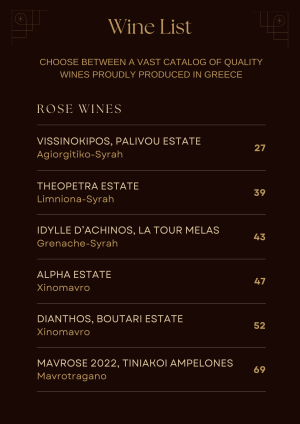 Wine List
CHOOSE BETWEEN A VAST CATALOG OF QUALITY
WINES PROUDLY PRODUCED IN GREECE
ROSE WINES
VISSINOKIPOS, PALIVOU ESTATE
Agiorgitiko-Syrah
27
THEOPETRA ESTATE
Limniona-Syrah
39
IDYLLE D'ACHINOS, LA TOUR MELAS
Grenache-Syrah
43
ALPHA ESTATE
Xinomavro
47
DIANTHOS, BOUTARI ESTATE
Xinomavro
52
MAVROSE 2022, TINIAKOI AMPELONES
Mavrotragano
69